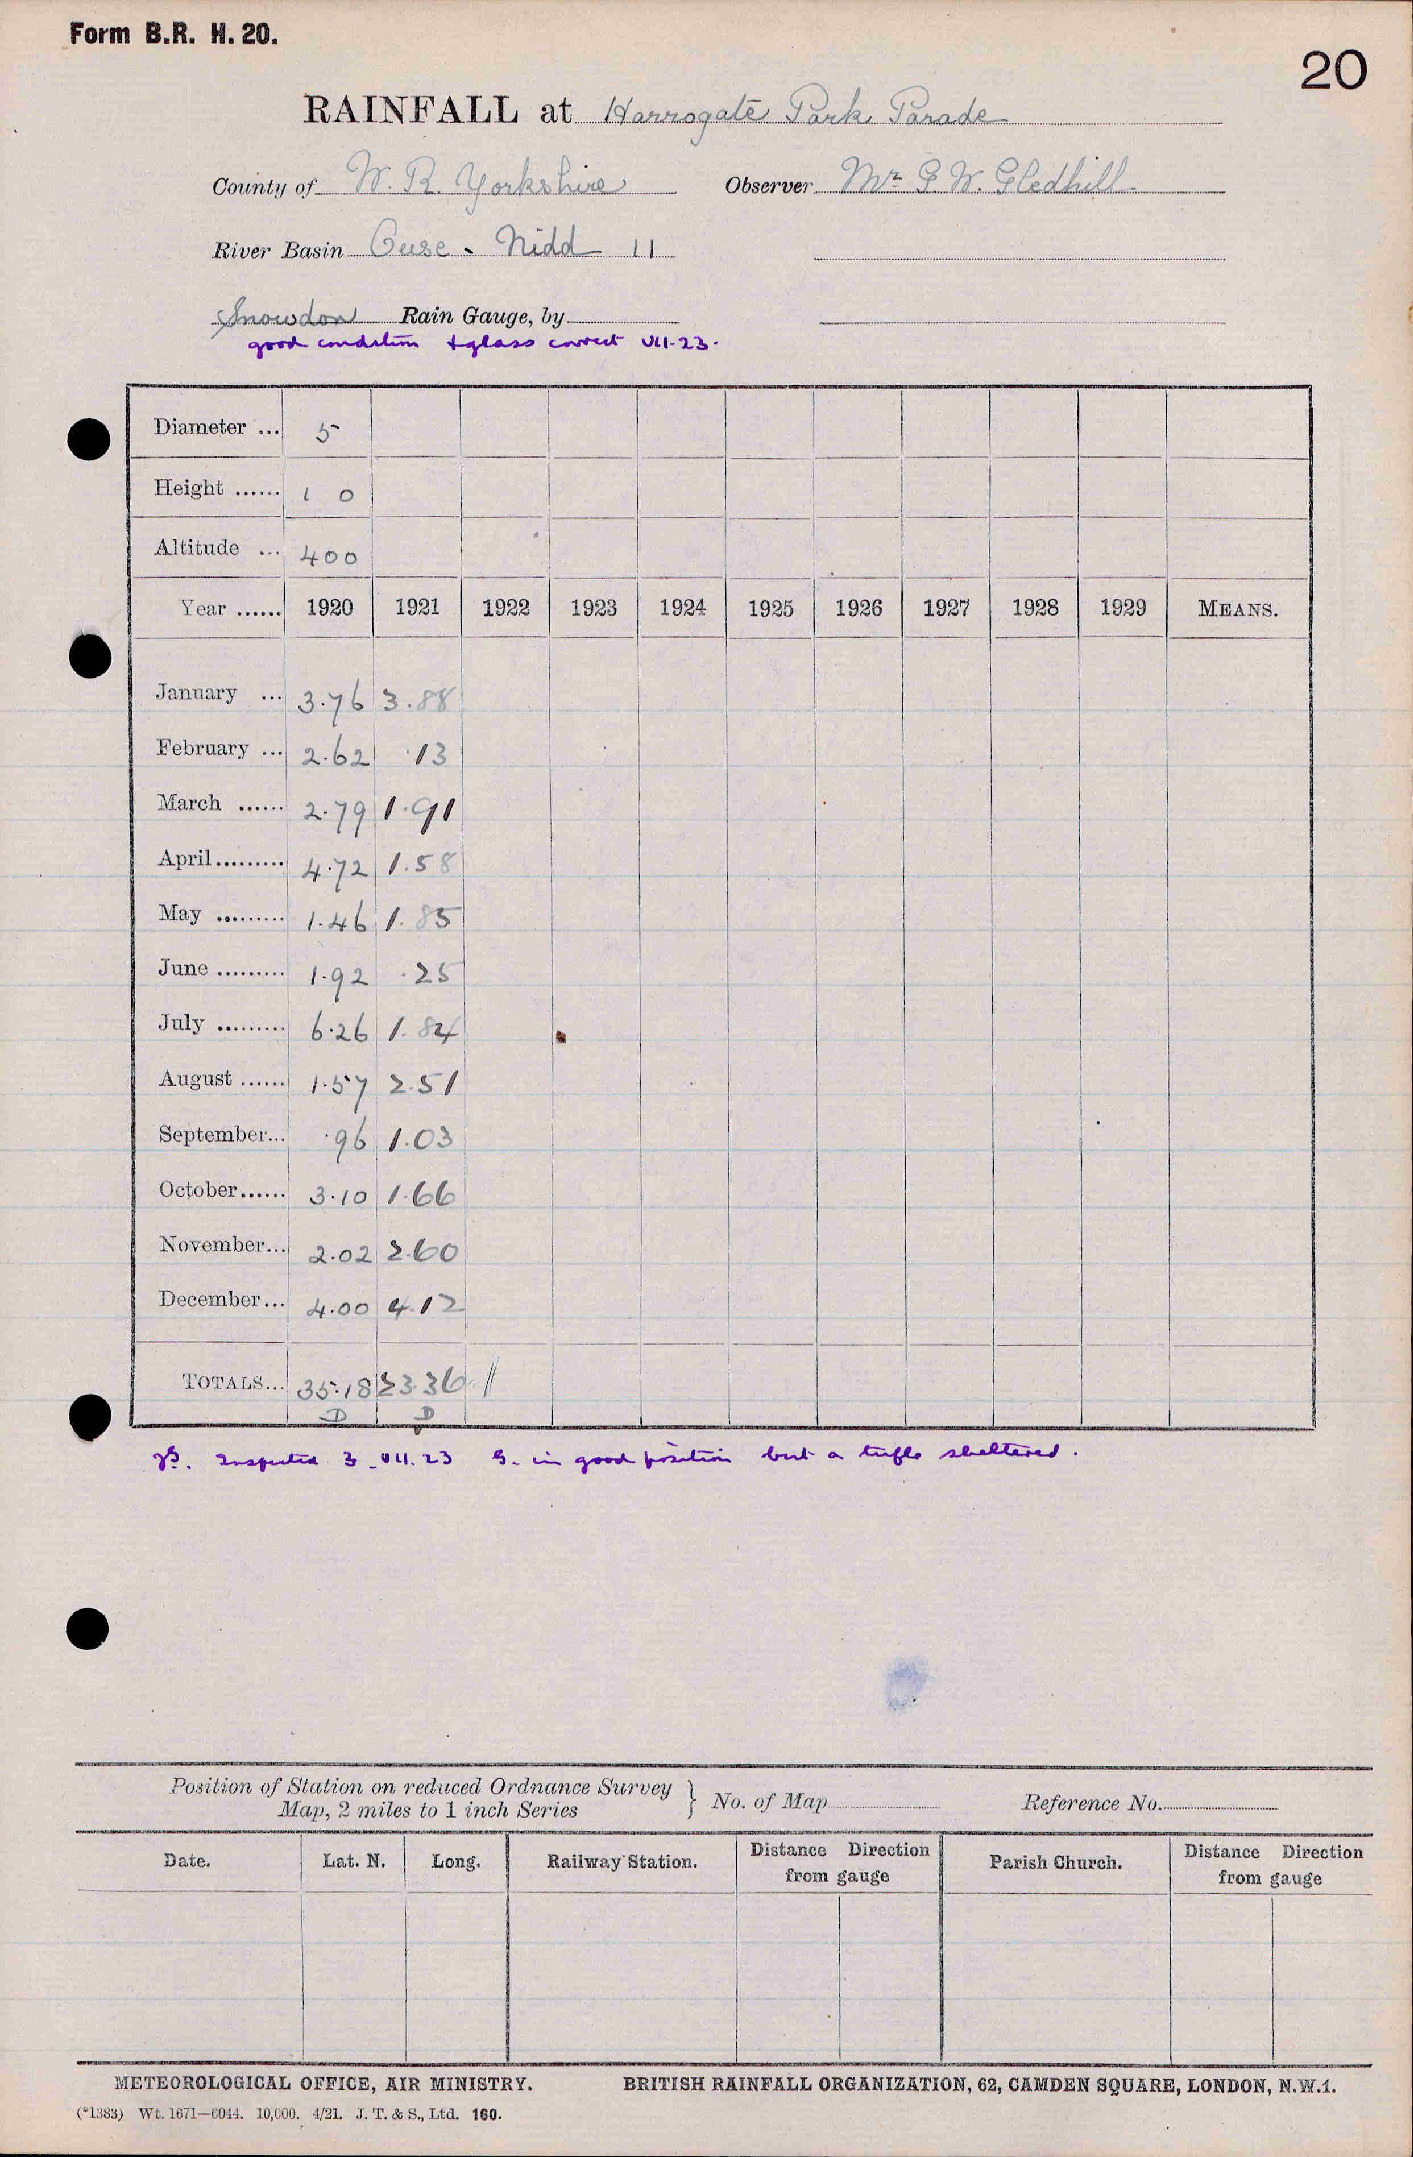 Form B.R. H. 20.
20
RAINFALL at Harrogate Park Parade
County of W. R. Yorkshire Observer Mr G W. Gledhill
River Basin Ouse - Nidd 11
Snowdon Rain Gauge, by
good condition & glass correct VII-23.
Diameter ... 5
Height ...... 1 0
Altitude ... 400
Year ...... 1920 1921 1922 1923 1924 1925 1926 1927 1928 1929 MEANS.
January ... 3.76 3.88
February ... 2.62 .13
March ...... 2.79 1.91
April ......... 4.72 1.58
May ......... 1.46 1.85
June ......... 1.92 .25
July ......... 6.26 1.84
August ...... 1.57 2.51
September... .96 1.03
October...... 3.10 1.66
November... 2.02 2.60
December... 4.00 4.12
TOTALS... 35.18 23.36 //
D D
Inspected 3.VII.23 G. in good position but a trifle sheltered.
Position of Station on reduced Ordnance Survey
Map, 2 miles to 1 inch Series } No. of Map Reference No.
Date. Lat. N. Long. Railway Station. Distance Direction from gauge Parish Church. Distance Direction from gauge
METEOROLOGICAL OFFICE, AIR MINISTRY. BRITISH RAINFALL ORGANIZATION, 62, CAMDEN SQUARE, LONDON, N.W.1.
(*1383) Wt. 1671—6044. 10,000. 4/21. J. T. & S., Ltd. 160.